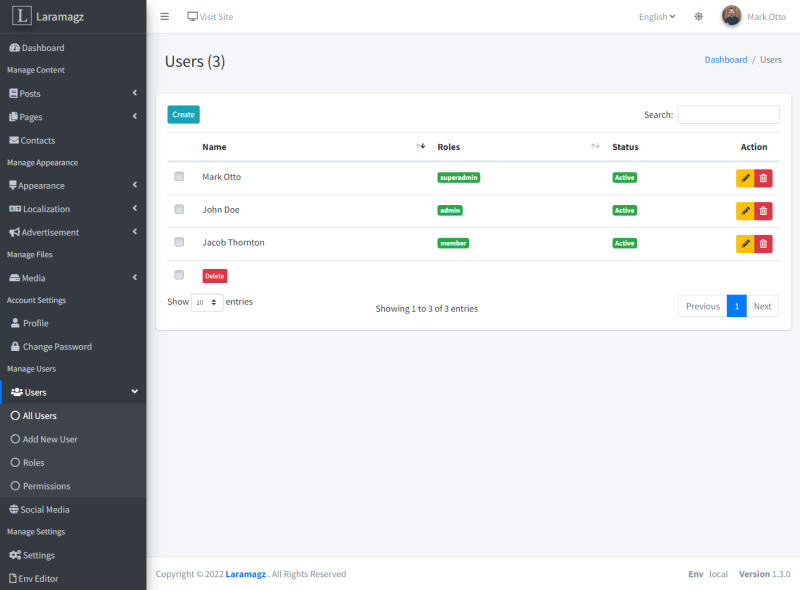 L Laramagz
Visit Site
English
Mark Otto
Dashboard
Manage Content
Posts
Pages
Contacts
Manage Appearance
Appearance
Localization
Advertisement
Manage Files
Media
Account Settings
Profile
Change Password
Manage Users
Users
All Users
Add New User
Roles
Permissions
Social Media
Manage Settings
Settings
Env Editor
Users (3)
Dashboard / Users
Create
Search:
Name Roles Status Action
Mark Otto superadmin Active
John Doe admin Active
Jacob Thornton member Active
Delete
Show 10 entries
Showing 1 to 3 of 3 entries
Previous 1 Next
Copyright © 2022 Laramagz . All Rights Reserved
Env local Version 1.3.0